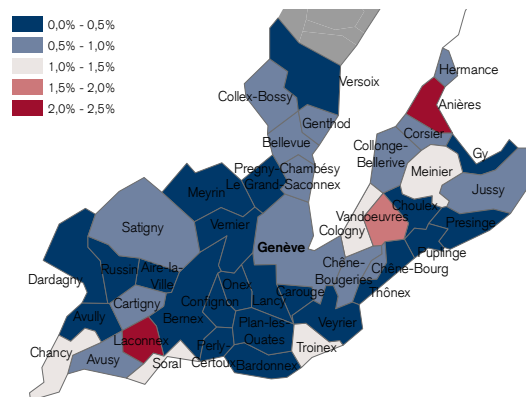 0,0% - 0,5%
0,5% - 1,0%
1,0% - 1,5%
1,5% - 2,0%
2,0% - 2,5%
Hermance
Versoix
Collex-Bossy
Anières
Genthod
Corsier
Bellevue
Collonge-
Bellerive
Gy
Pregny-Chambésy
Meinier
Le Grand-Saconnex
Jussy
Meyrin
Choulex
Vandoeuvres
Presinge
Satigny
Vernier
Cologny
Genève
Puplinge
Chêne-
Bougeries
Chêne-Bourg
Russin
Aire-la-
Ville
Dardagny
Onex
Carouge
Thônex
Cartigny
Confignon
Lancy
Avully
Bernex
Plan-les-
Ouates
Veyrier
Laconnex
Perly-
Certoux
Troinex
Chancy
Avusy
Soral
Bardonnex